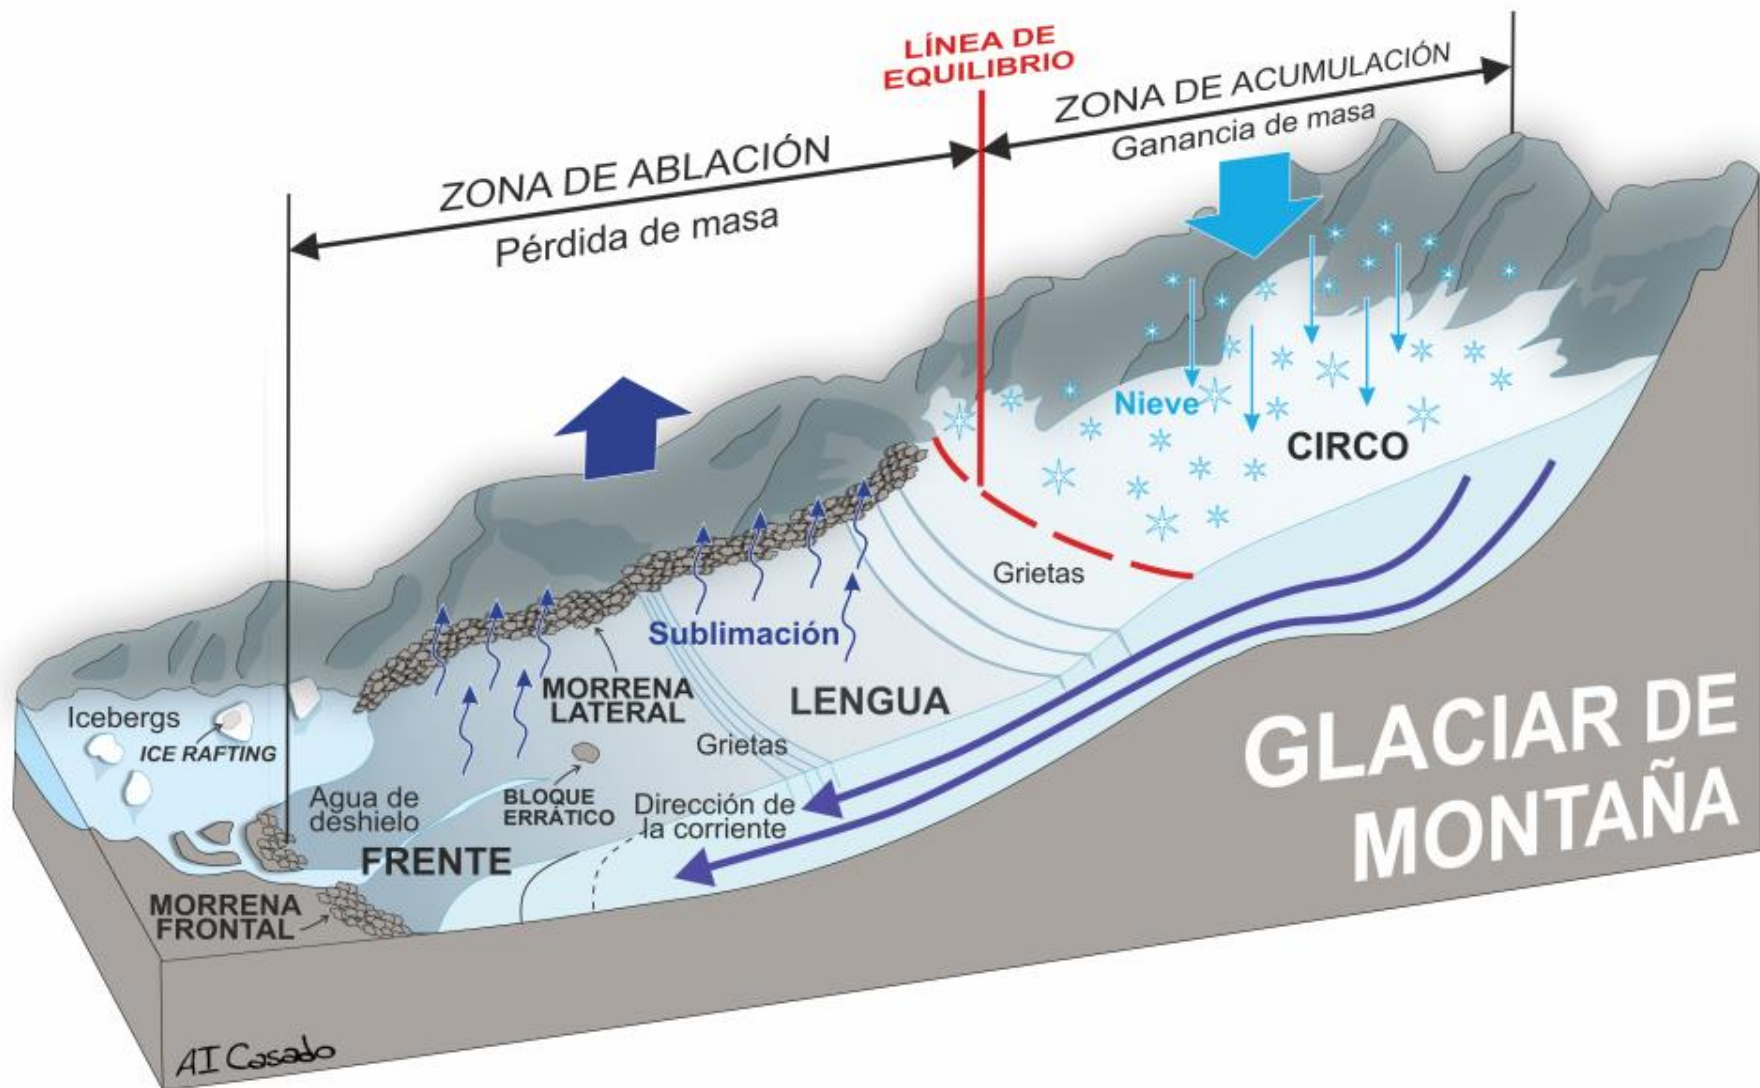 LÍNEA DE
EQUILIBRIO
ZONA DE ACUMULACIÓN
Ganancia de masa
ZONA DE ABLACIÓN
Pérdida de masa
Nieve
CIRCO
Grietas
Sublimación
MORRENA
LATERAL
LENGUA
Icebergs
ICE RAFTING
Grietas
Agua de
deshielo
BLOQUE
ERRÁTICO
Dirección de
la corriente
FRENTE
MORRENA
FRONTAL
GLACIAR DE
MONTAÑA
AI Casado